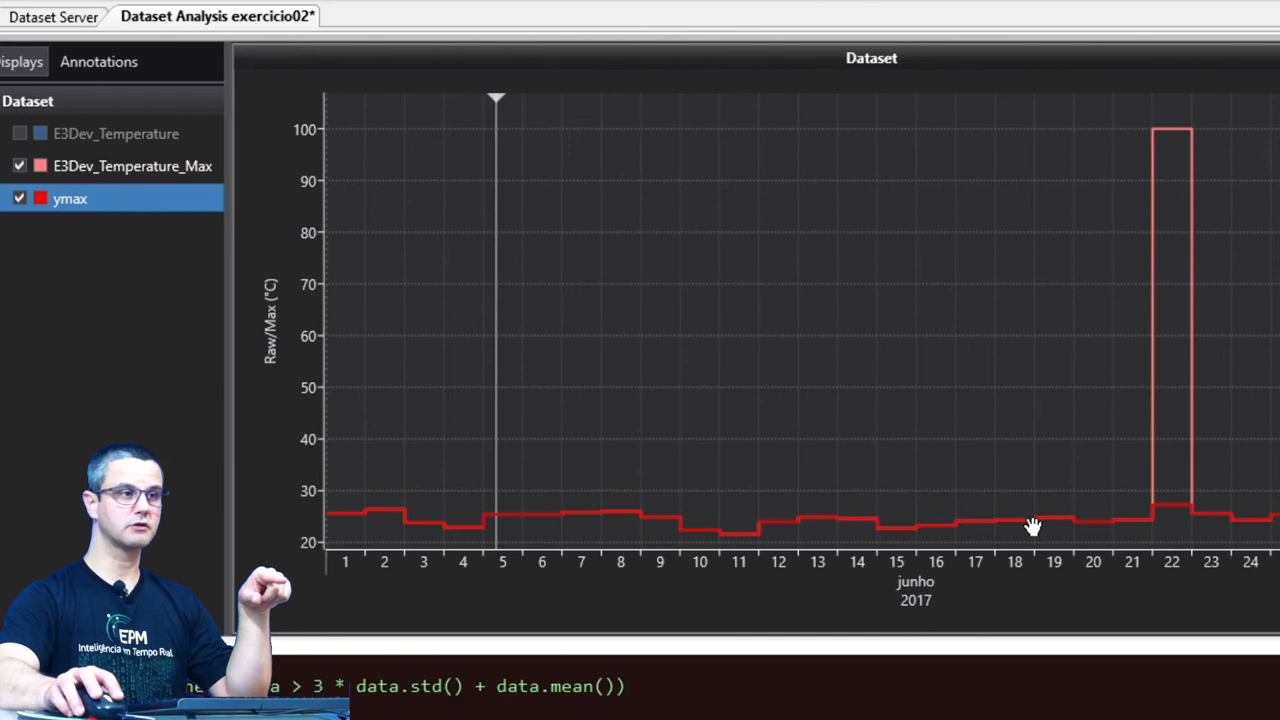 Dataset Server
Dataset Analysis exercicio02*
Displays
Annotations
Dataset
Dataset
E3Dev_Temperature
E3Dev_Temperature_Max
ymax
Raw/Max (°C)
100
90
80
70
60
50
40
30
20
1 2 3 4 5 6 7 8 9 10 11 12 13 14 15 16 17 18 19 20 21 22 23 24
junho
2017
EPM
Inteligência em Tempo Real
> 3 * data.std() + data.mean())